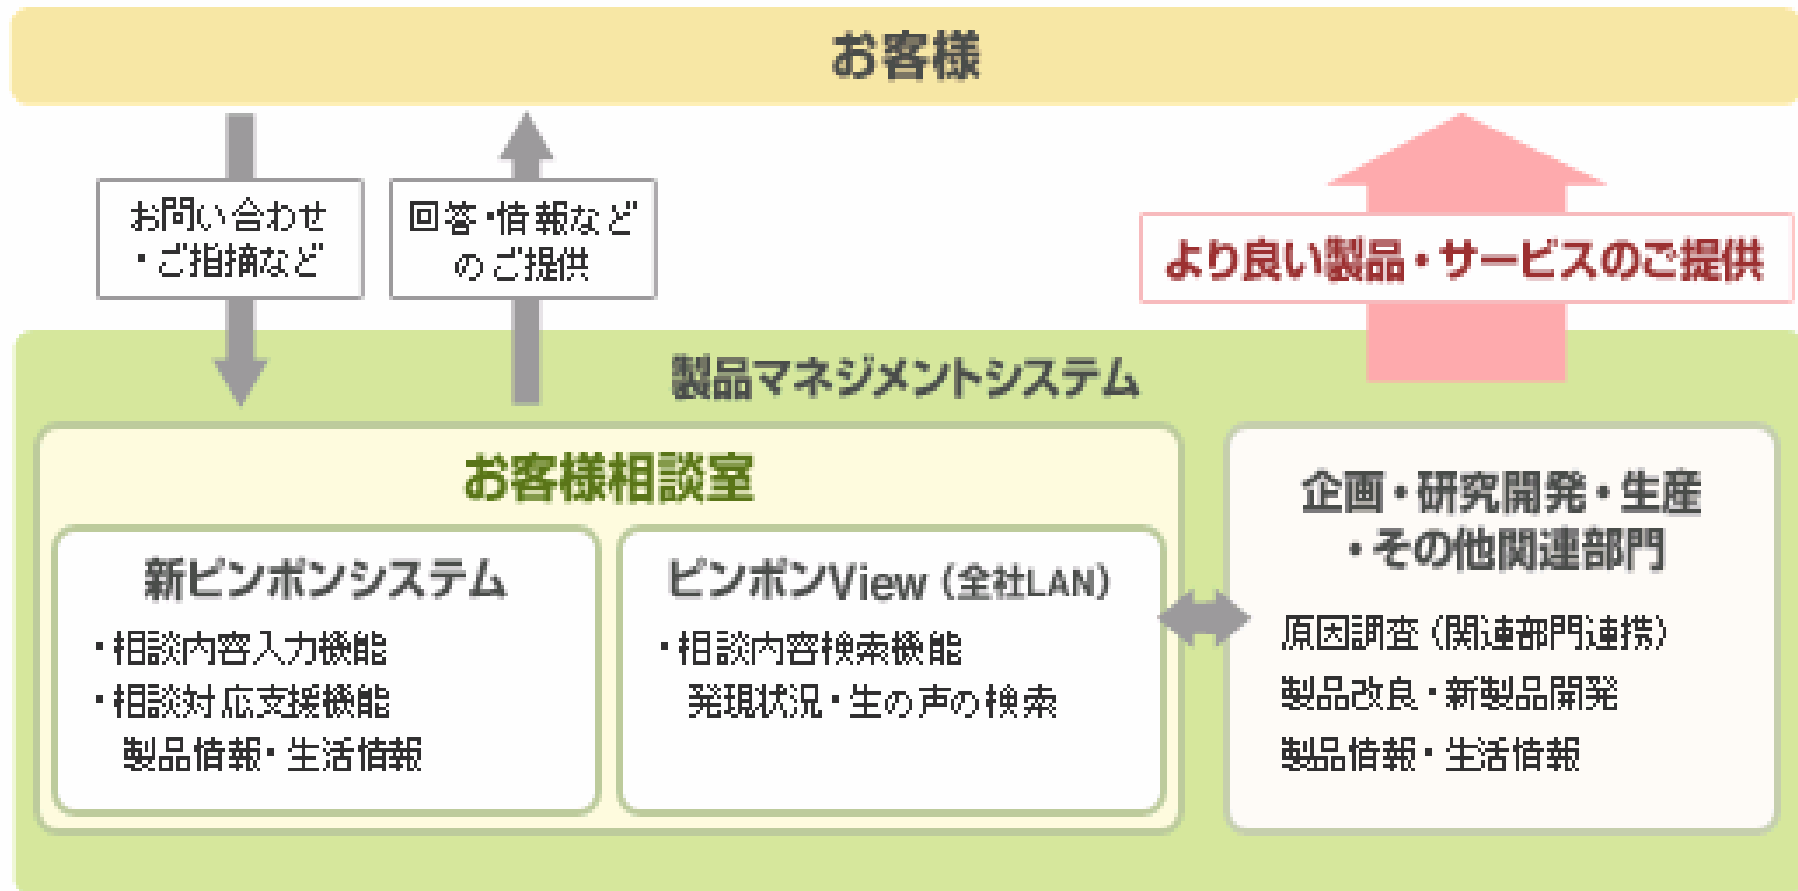 お客様
お問い合わせ
・ご指摘など
回答・情報など
のご提供
より良い製品・サービスのご提供
製品マネジメントシステム
お客様相談室
新ピンポンシステム
・相談内容入力機能
・相談対応支援機能
製品情報・生活情報
ピンポンView（全社LAN）
・相談内容検索機能
発現状況・生の声の検索
企画・研究開発・生産
・その他関連部門
原因調査（関連部門連携）
製品改良・新製品開発
製品情報・生活情報